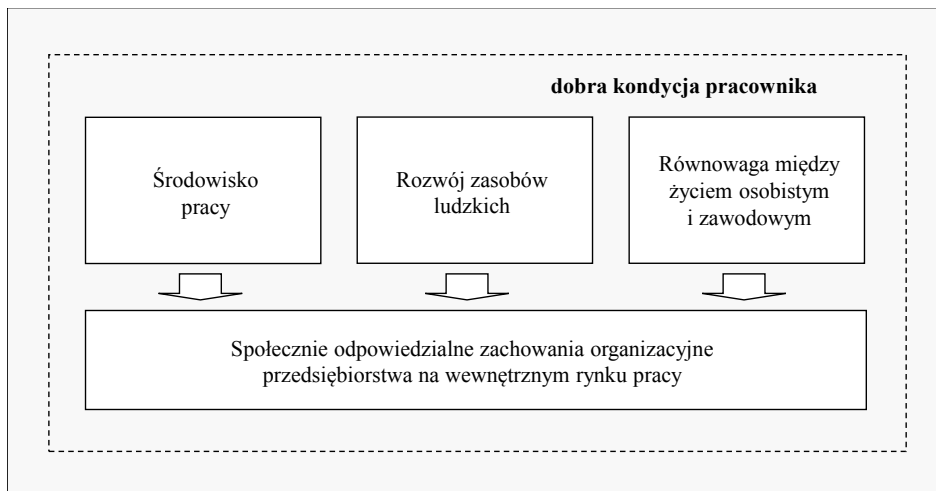 dobra kondycja pracownika
Środowisko
pracy
Rozwój zasobów
ludzkich
Równowaga między
życiem osobistym
i zawodowym
Społecznie odpowiedzialne zachowania organizacyjne
przedsiębiorstwa na wewnętrznym rynku pracy